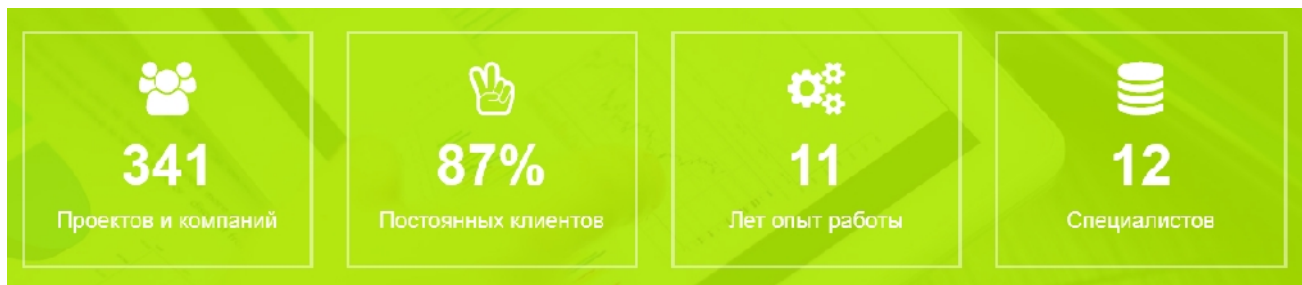 341
Проектов и компаний
87%
Постоянных клиентов
11
Лет опыт работы
12
Специалистов